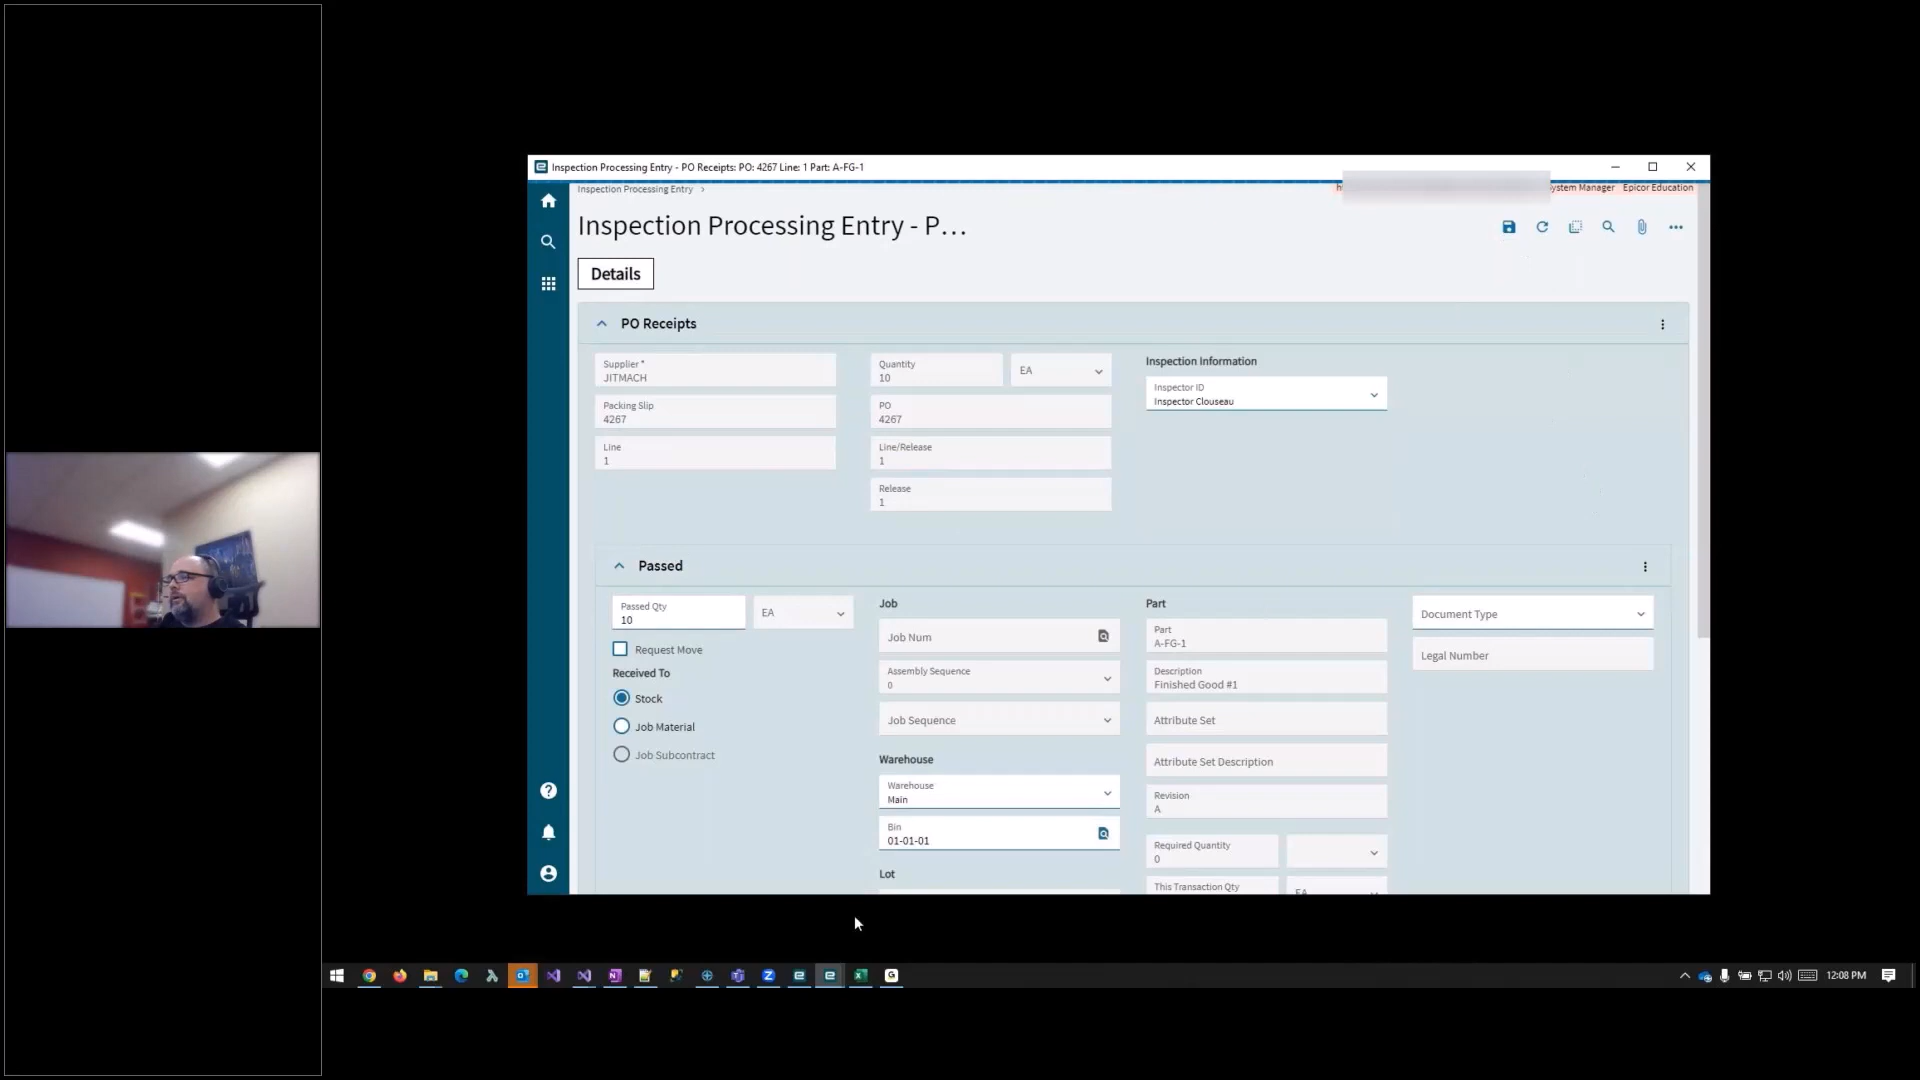 Inspection Processing Entry - PO Receipts: PO: 4267 Line: 1 Part: A-FG-1
Inspection Processing Entry
System Manager Epicor Education
Inspection Processing Entry - P...
Details
PO Receipts
Supplier *
JITMACH
Quantity
10
EA
Inspection Information
Inspector ID
Inspector Clouseau
Packing Slip
4267
PO
4267
Line
1
Line/Release
1
Release
1
Passed
Passed Qty
10
EA
Request Move
Received To
Stock
Job Material
Job Subcontract
Job
Job Num
Assembly Sequence
0
Job Sequence
Warehouse
Warehouse
Main
Bin
01-01-01
Lot
Part
Part
A-FG-1
Description
Finished Good #1
Attribute Set
Attribute Set Description
Revision
A
Required Quantity
0
This Transaction Qty
EA
Document Type
Legal Number
12:08 PM